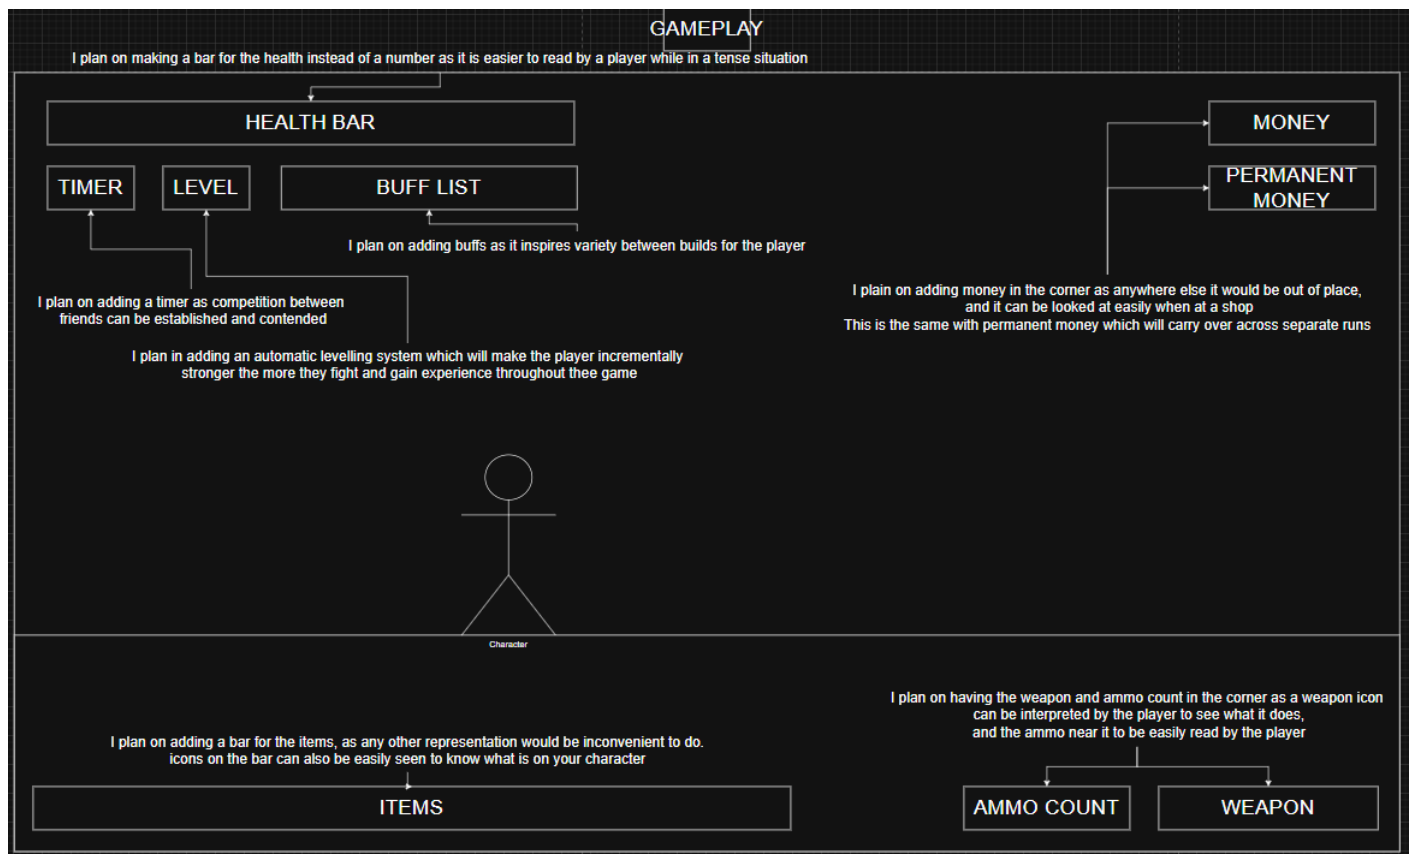 GAMEPLAY
I plan on making a bar for the health instead of a number as it is easier to read by a player while in a tense situation
HEALTH BAR
MONEY
TIMER
LEVEL
BUFF LIST
PERMANENT
MONEY
I plan on adding buffs as it inspires variety between builds for the player
I plan on adding a timer as competition between
friends can be established and contended
I plain on adding money in the corner as anywhere else it would be out of place,
and it can be looked at easily when at a shop
This is the same with permanent money which will carry over across separate runs
I plan in adding an automatic levelling system which will make the player incrementally
stronger the more they fight and gain experience throughout thee game
Character
I plan on having the weapon and ammo count in the corner as a weapon icon
can be interpreted by the player to see what it does,
and the ammo near it to be easily read by the player
I plan on adding a bar for the items, as any other representation would be inconvenient to do.
icons on the bar can also be easily seen to know what is on your character
ITEMS
AMMO COUNT
WEAPON